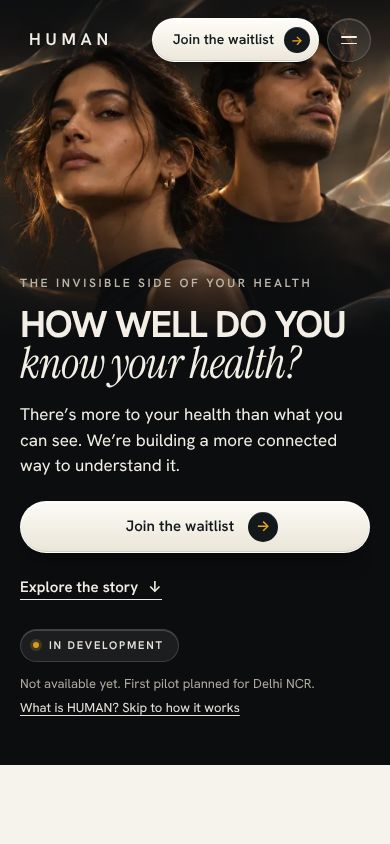 HUMAN
Join the waitlist
THE INVISIBLE SIDE OF YOUR HEALTH
HOW WELL DO YOU
know your health?
There’s more to your health than what you
can see. We’re building a more connected
way to understand it.
Join the waitlist
Explore the story
IN DEVELOPMENT
Not available yet. First pilot planned for Delhi NCR.
What is HUMAN? Skip to how it works